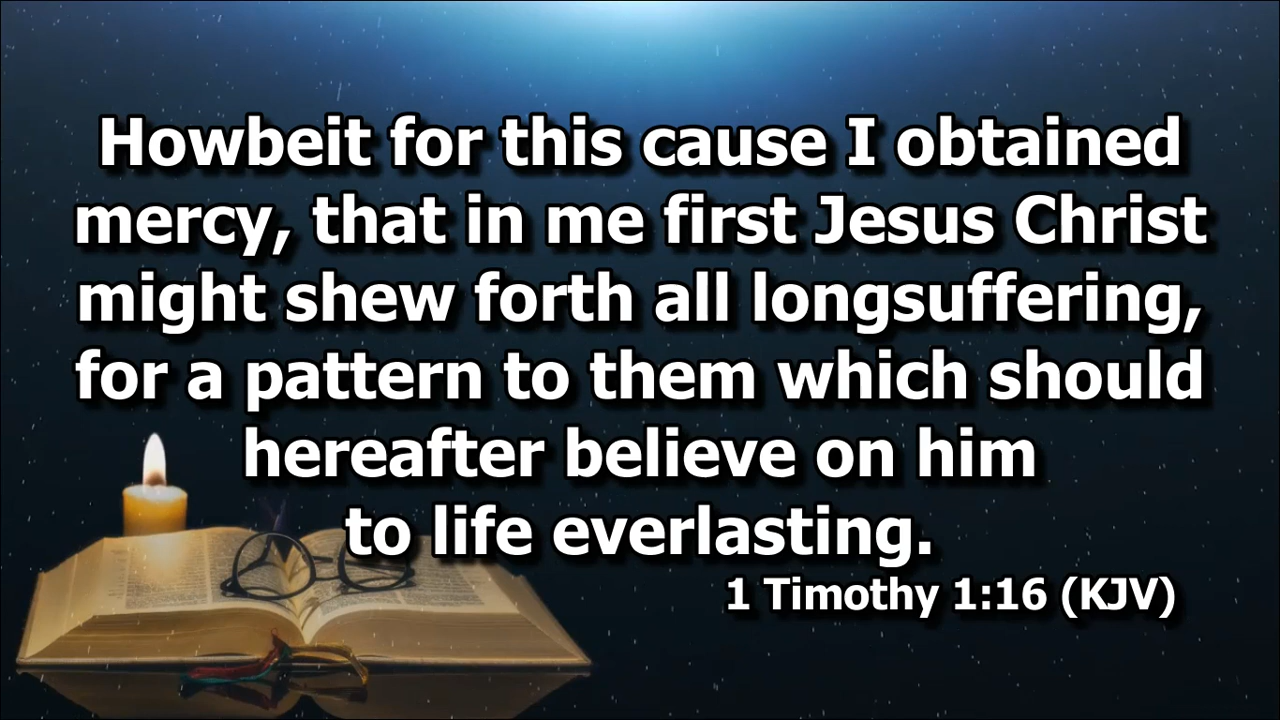 Howbeit for this cause I obtained
mercy, that in me first Jesus Christ
might shew forth all longsuffering,
for a pattern to them which should
hereafter believe on him
to life everlasting.
1 Timothy 1:16 (KJV)